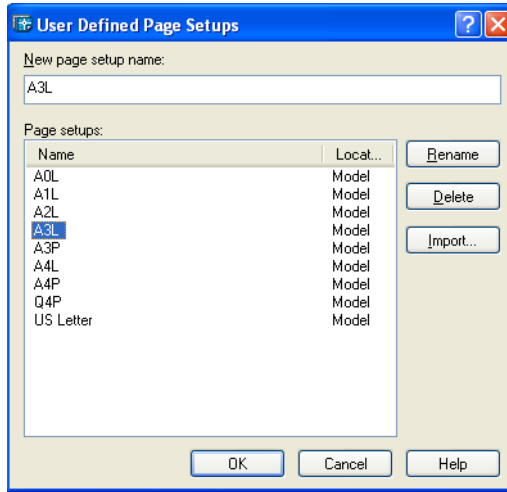 User Defined Page Setups
New page setup name:
A3L
Page setups:
Name Locat...
Rename
A0L Model
A1L Model
Delete
A2L Model
A3L Model
Import...
A3P Model
A4L Model
A4P Model
Q4P Model
US Letter Model
OK Cancel Help